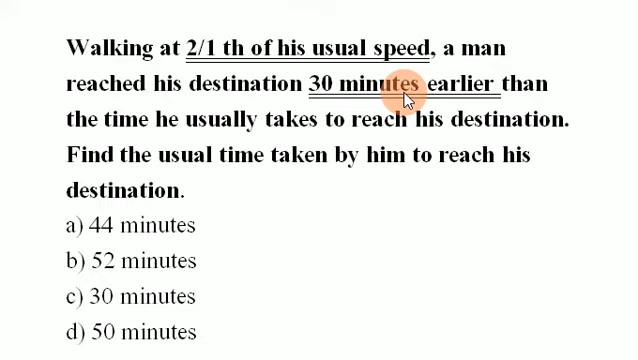 Walking at 2/1 th of his usual speed, a man
reached his destination 30 minutes earlier than
the time he usually takes to reach his destination.
Find the usual time taken by him to reach his
destination.
a) 44 minutes
b) 52 minutes
c) 30 minutes
d) 50 minutes